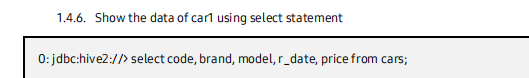 1.4.6. Show the data of car1 using select statement
0: jdbc:hive2://> select code, brand, model, r_date, price from cars;